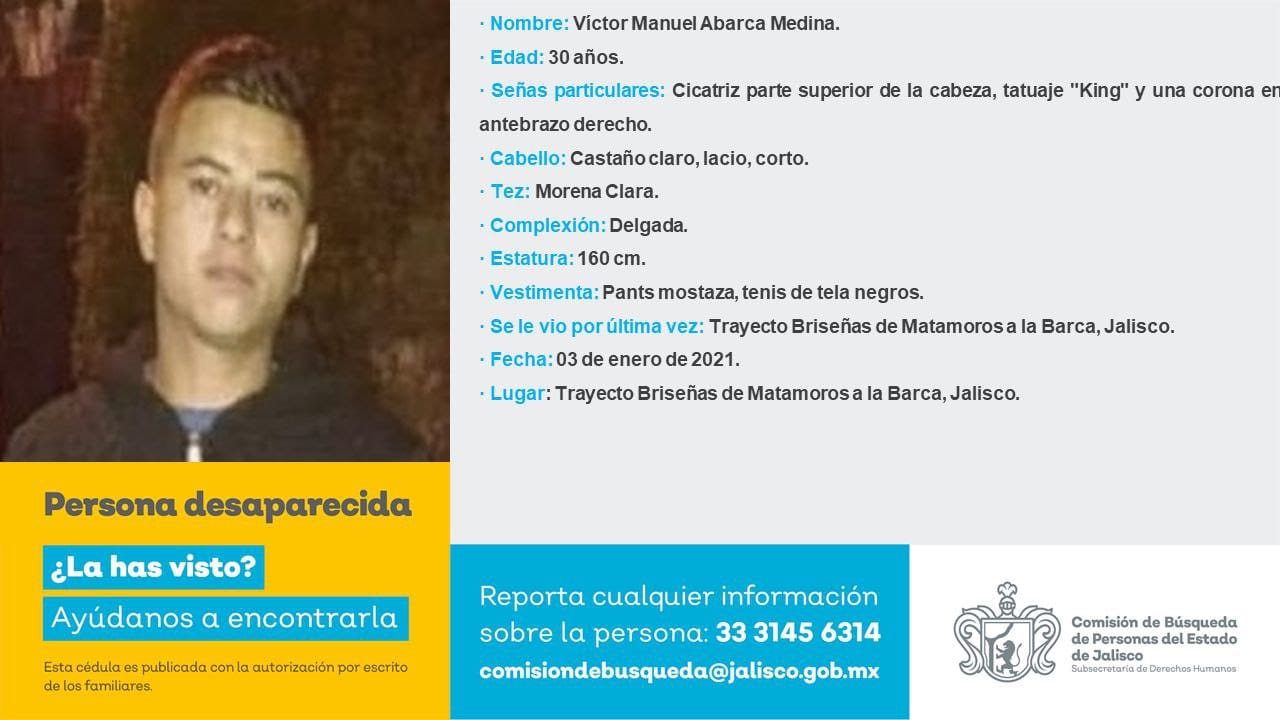 · Nombre: Víctor Manuel Abarca Medina.
· Edad: 30 años.
· Señas particulares: Cicatriz parte superior de la cabeza, tatuaje "King" y una corona en
antebrazo derecho.
· Cabello: Castaño claro, lacio, corto.
· Tez: Morena Clara.
· Complexión: Delgada.
· Estatura: 160 cm.
· Vestimenta: Pants mostaza, tenis de tela negros.
· Se le vio por última vez: Trayecto Briseñas de Matamoros a la Barca, Jalisco.
· Fecha: 03 de enero de 2021.
· Lugar: Trayecto Briseñas de Matamoros a la Barca, Jalisco.
Persona desaparecida
¿La has visto?
Ayúdanos a encontrarla
Esta cédula es publicada con la autorización por escrito
de los familiares.
Reporta cualquier información
sobre la persona: 33 3145 6314
comisiondebusqueda@jalisco.gob.mx
Comisión de Búsqueda
de Personas del Estado
de Jalisco
Subsecretaría de Derechos Humanos